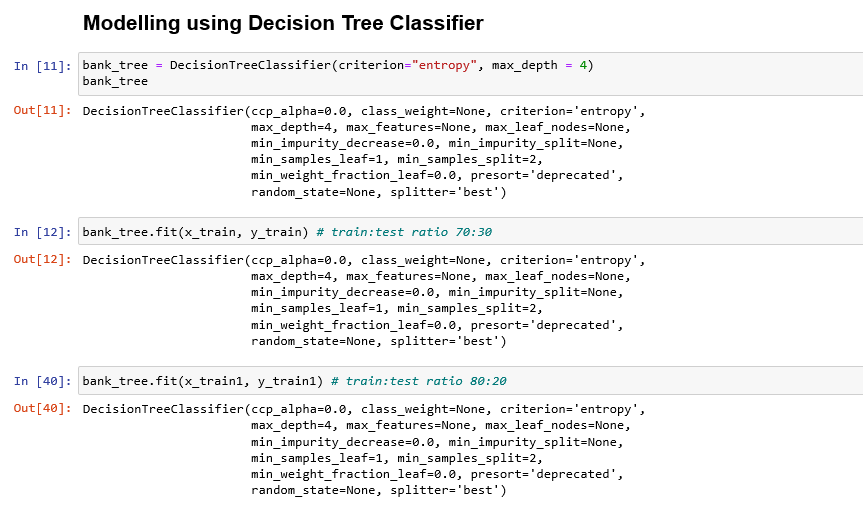 Modelling using Decision Tree Classifier
In [11]: bank_tree = DecisionTreeClassifier(criterion="entropy", max_depth = 4)
bank_tree
Out[11]: DecisionTreeClassifier(ccp_alpha=0.0, class_weight=None, criterion='entropy',
max_depth=4, max_features=None, max_leaf_nodes=None,
min_impurity_decrease=0.0, min_impurity_split=None,
min_samples_leaf=1, min_samples_split=2,
min_weight_fraction_leaf=0.0, presort='deprecated',
random_state=None, splitter='best')
In [12]: bank_tree.fit(x_train, y_train) # train:test ratio 70:30
Out[12]: DecisionTreeClassifier(ccp_alpha=0.0, class_weight=None, criterion='entropy',
max_depth=4, max_features=None, max_leaf_nodes=None,
min_impurity_decrease=0.0, min_impurity_split=None,
min_samples_leaf=1, min_samples_split=2,
min_weight_fraction_leaf=0.0, presort='deprecated',
random_state=None, splitter='best')
In [40]: bank_tree.fit(x_train1, y_train1) # train:test ratio 80:20
Out[40]: DecisionTreeClassifier(ccp_alpha=0.0, class_weight=None, criterion='entropy',
max_depth=4, max_features=None, max_leaf_nodes=None,
min_impurity_decrease=0.0, min_impurity_split=None,
min_samples_leaf=1, min_samples_split=2,
min_weight_fraction_leaf=0.0, presort='deprecated',
random_state=None, splitter='best')